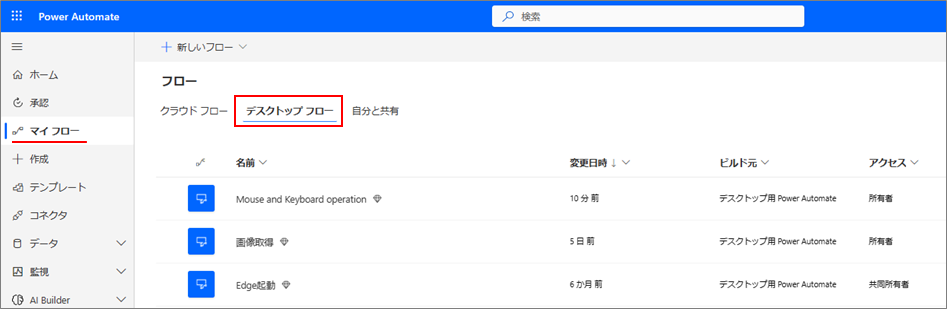 Power Automate
検索
新しいフロー
ホーム
承認
マイ フロー
作成
テンプレート
コネクタ
データ
監視
AI Builder
フロー
クラウド フロー デスクトップ フロー 自分と共有
名前 変更日時 ↓ ビルド元 アクセス
Mouse and Keyboard operation 10 分 前 デスクトップ用 Power Automate 所有者
画像取得 5 日 前 デスクトップ用 Power Automate 所有者
Edge起動 6 か月 前 デスクトップ用 Power Automate 共同所有者